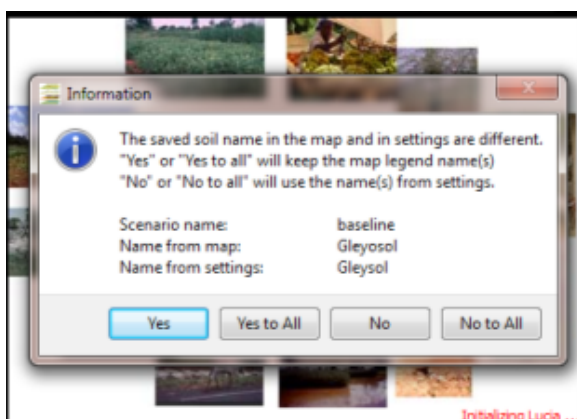 Information
The saved soil name in the map and in settings are different.
"Yes" or "Yes to all" will keep the map legend name(s)
"No" or "No to all" will use the name(s) from settings.
Scenario name: baseline
Name from map: Gleyosol
Name from settings: Gleysol
Yes Yes to All No No to All
Initializing Lucia ...